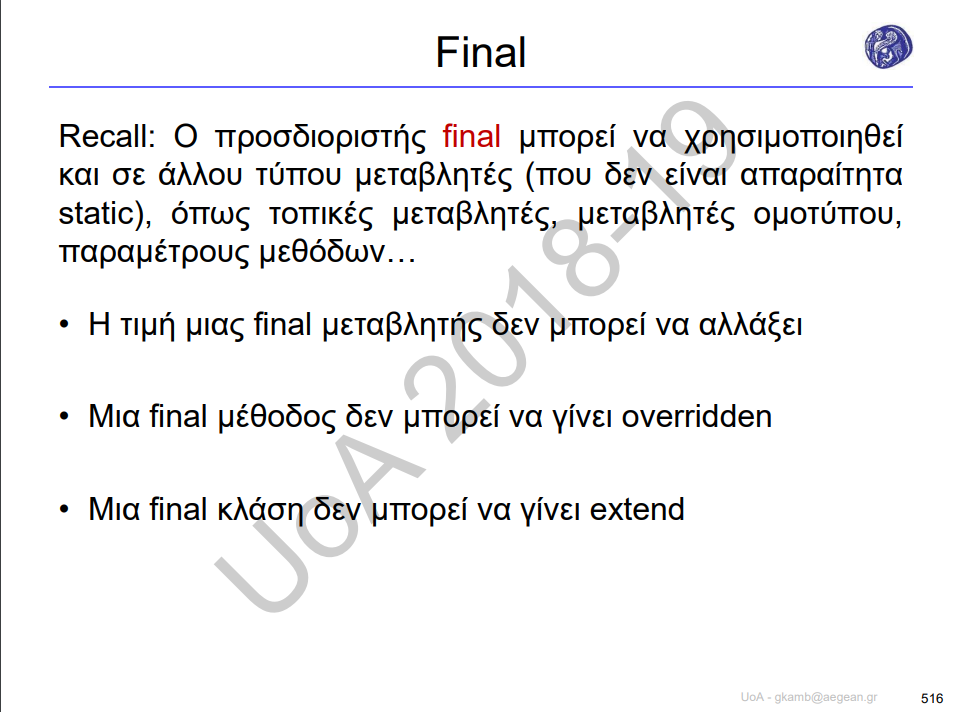 Final
Recall: Ο προσδιοριστής final μπορεί να χρησιμοποιηθεί
και σε άλλου τύπου μεταβλητές (που δεν είναι απαραίτητα
static), όπως τοπικές μεταβλητές, μεταβλητές ομοτύπου,
παραμέτρους μεθόδων…
• Η τιμή μιας final μεταβλητής δεν μπορεί να αλλάξει
• Μια final μέθοδος δεν μπορεί να γίνει overridden
• Μια final κλάση δεν μπορεί να γίνει extend
UoA 2018-19
UoA - gkamb@aegean.gr
516